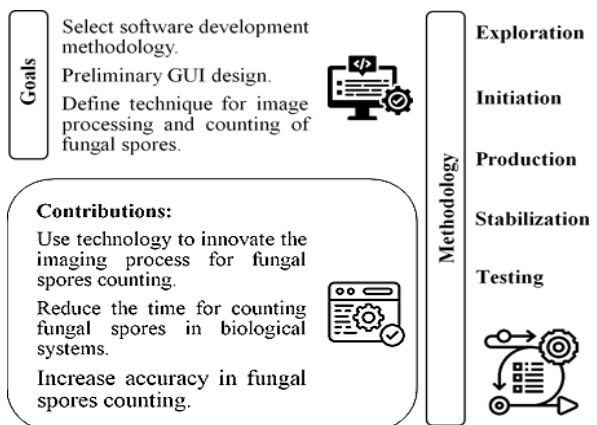 Goals
Select software development
methodology.
Preliminary GUI design.
Define technique for image
processing and counting of
fungal spores.
</>
Contributions:
Use technology to innovate the
imaging process for fungal
spores counting.
Reduce the time for counting
fungal spores in biological
systems.
Increase accuracy in fungal
spores counting.
Methodology
Exploration
Initiation
Production
Stabilization
Testing